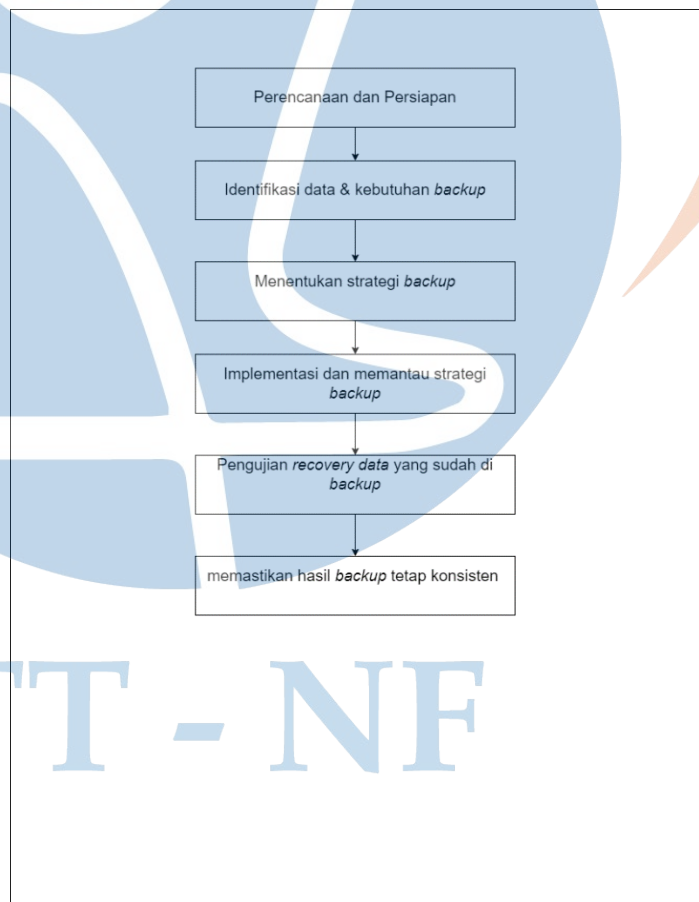 Perencanaan dan Persiapan
Identifikasi data & kebutuhan backup
Menentukan strategi backup
Implementasi dan memantau strategi
backup
Pengujian recovery data yang sudah di
backup
memastikan hasil backup tetap konsisten
TT - NF